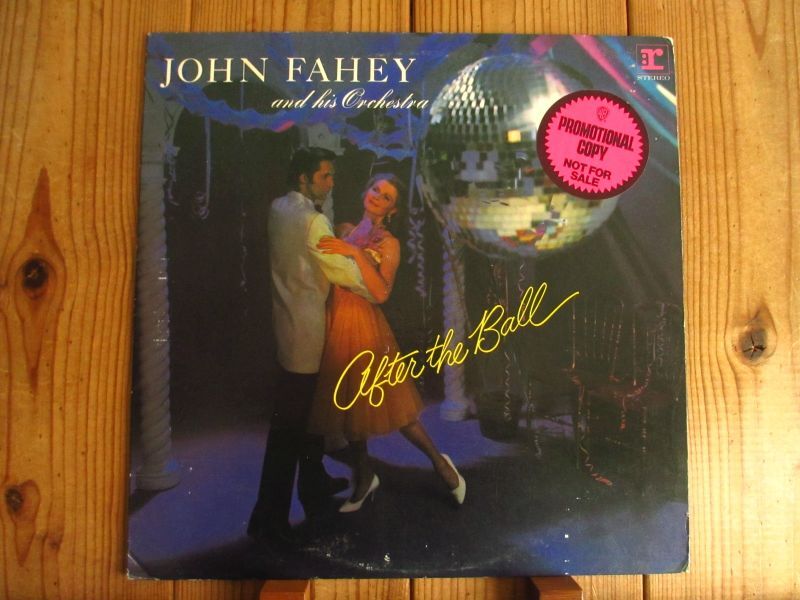 JOHN FAHEY
and his Orchestra
r
STEREO
PROMOTIONAL
COPY
NOT FOR
SALE
After the Ball